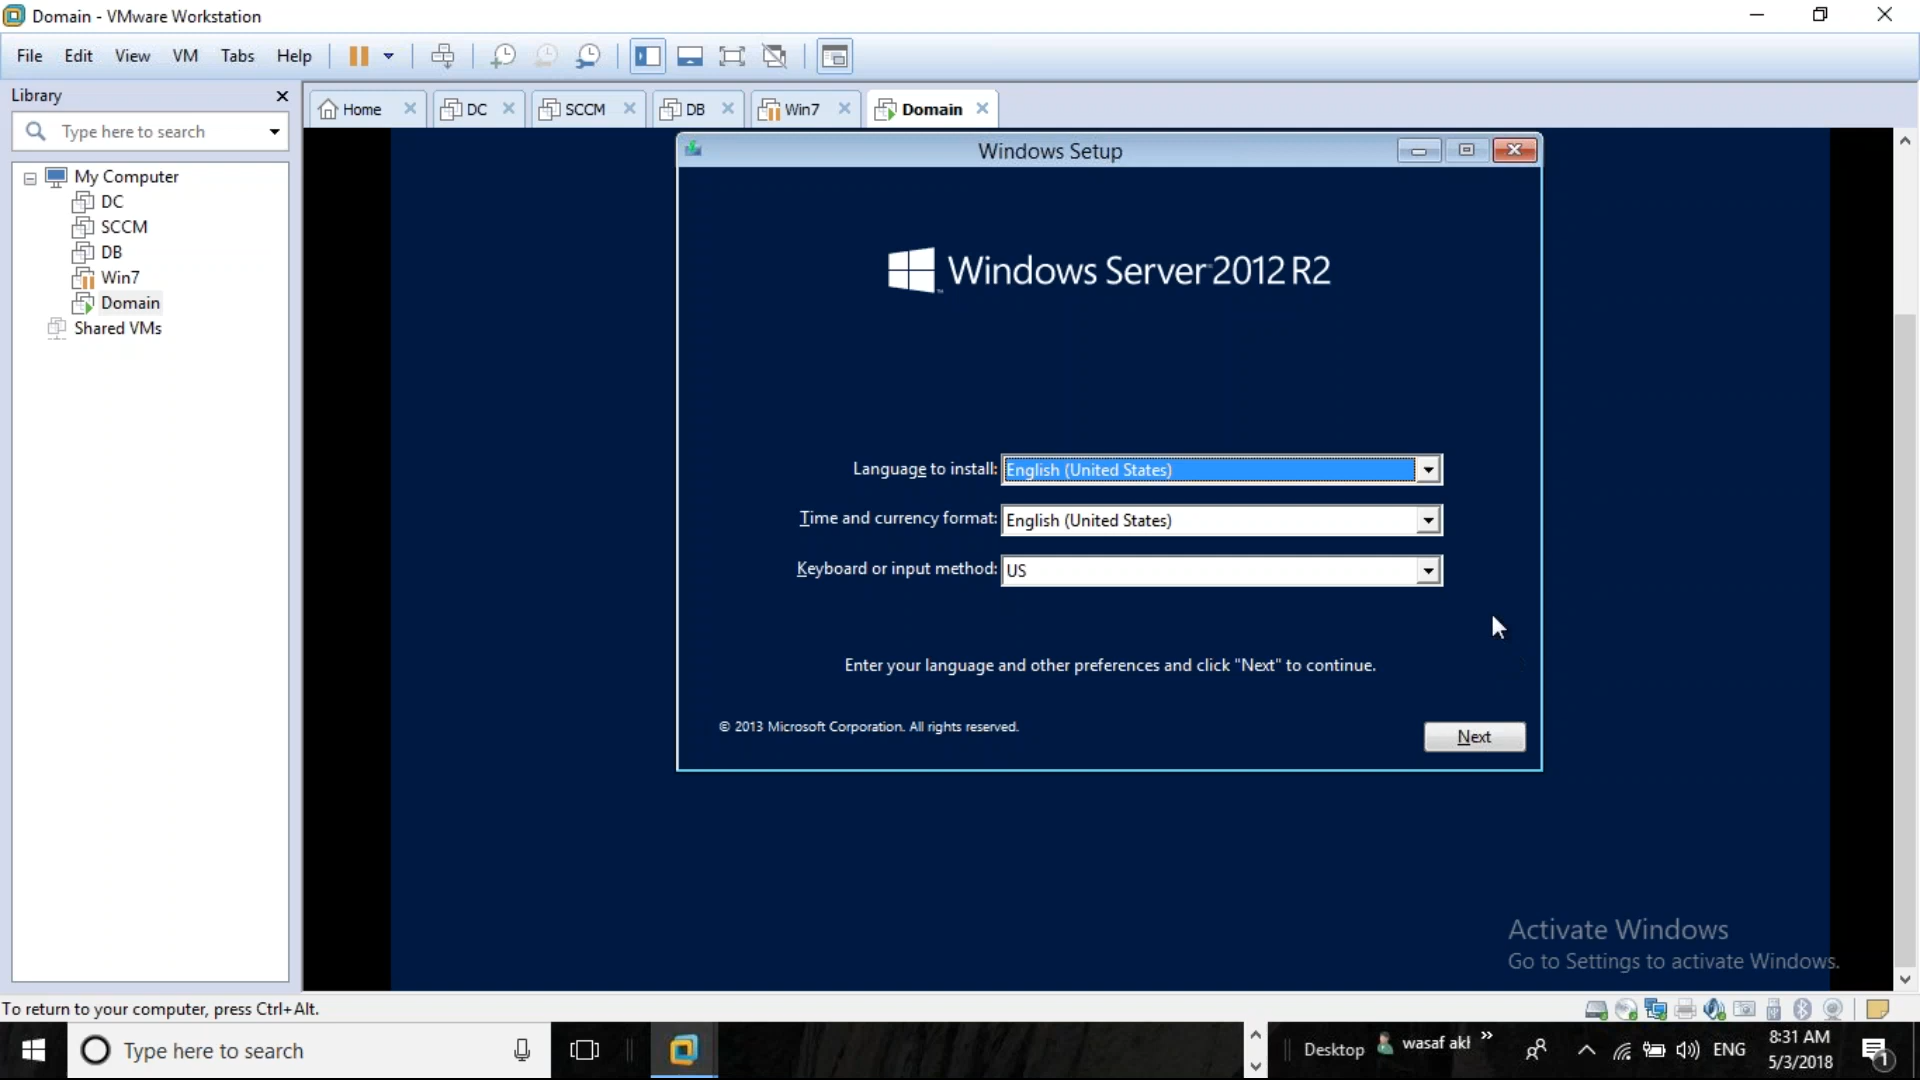 Domain - VMware Workstation
File Edit View VM Tabs Help
Library
Type here to search
My Computer
DC
SCCM
DB
Win7
Domain
Shared VMs
Home DC SCCM DB Win7 Domain
Windows Setup
Windows Server 2012 R2
Language to install: English (United States)
Time and currency format: English (United States)
Keyboard or input method: US
Enter your language and other preferences and click "Next" to continue.
© 2013 Microsoft Corporation. All rights reserved.
Next
Activate Windows
Go to Settings to activate Windows.
To return to your computer, press Ctrl+Alt.
Type here to search
Desktop wasaf akl » ENG
8:31 AM
5/3/2018
1